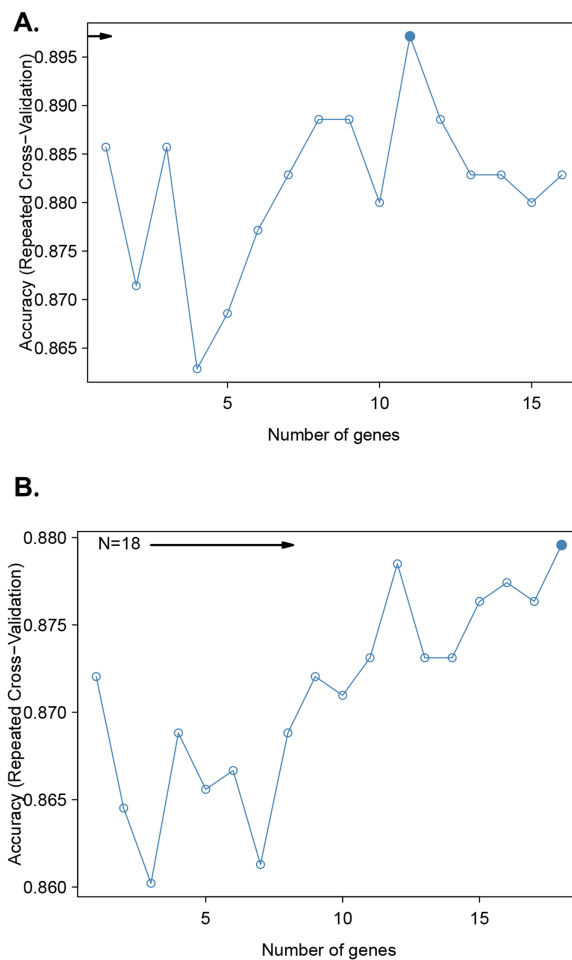 A.
Accuracy (Repeated Cross−Validation)
0.895
0.890
0.885
0.880
0.875
0.870
0.865
5 10 15
Number of genes
B.
N=18
Accuracy (Repeated Cross−Validation)
0.880
0.875
0.870
0.865
0.860
5 10 15
Number of genes